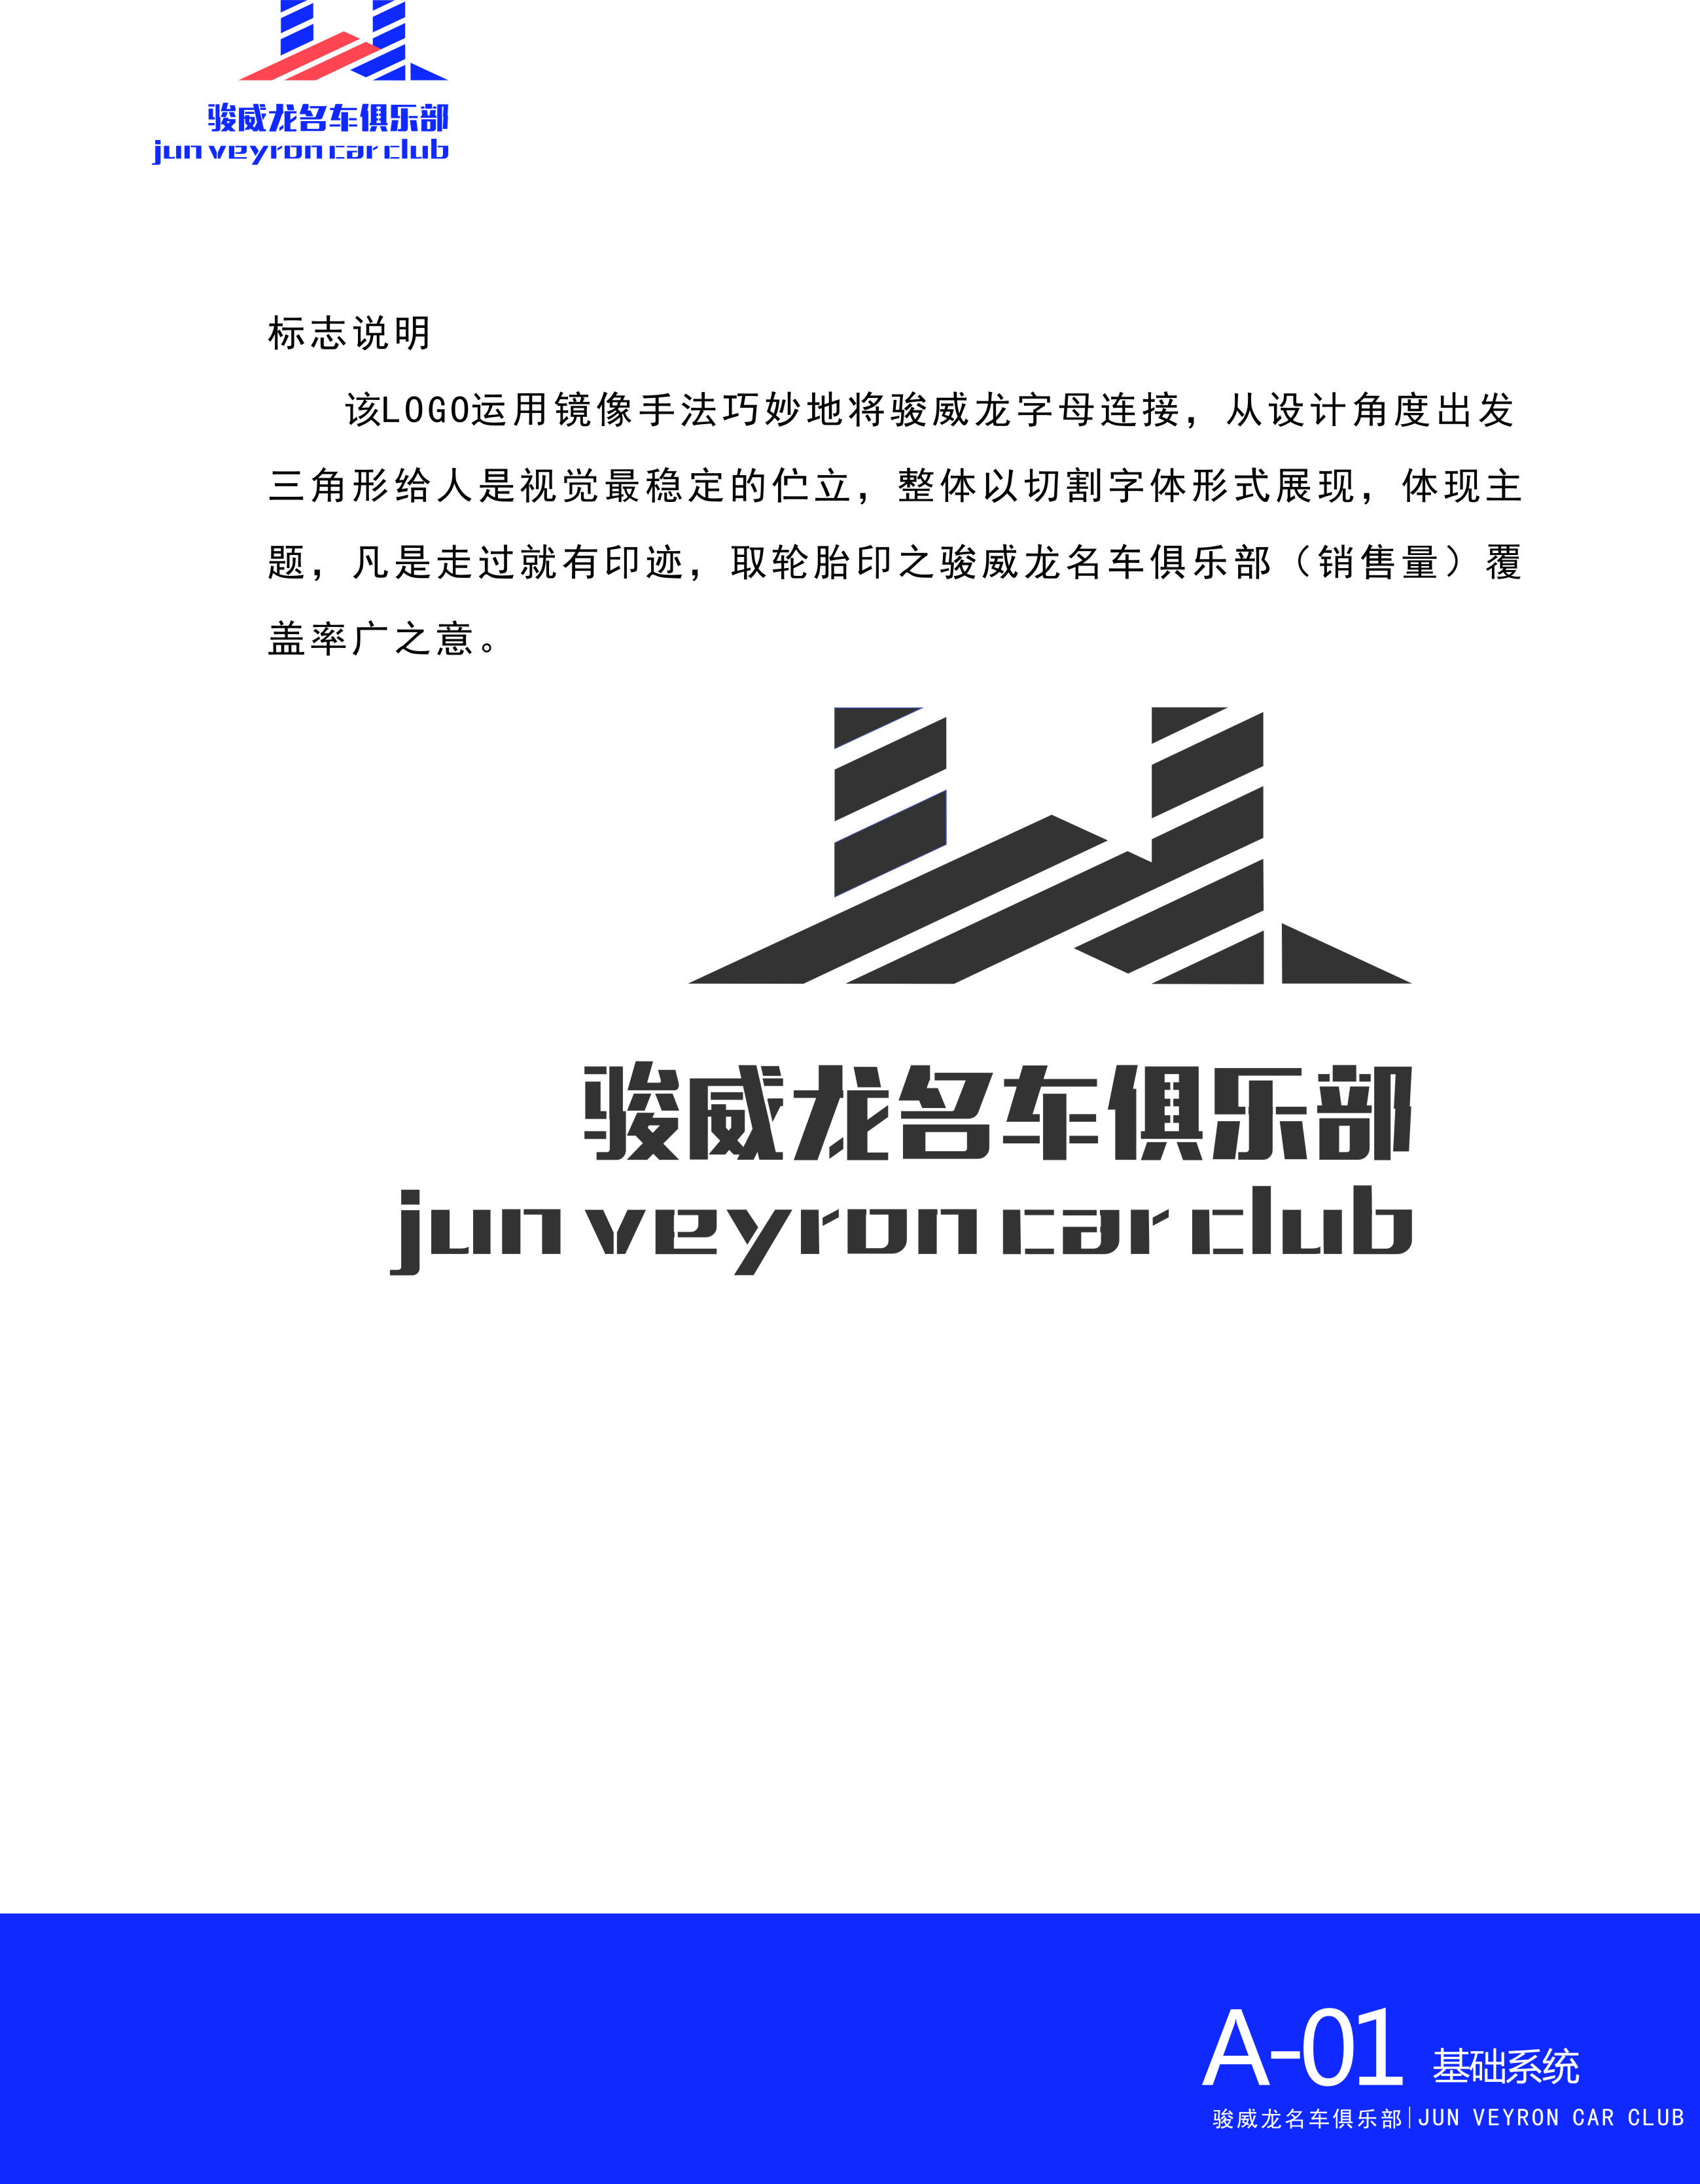 骏威龙名车俱乐部
jun veyron car club
标志说明
该LOGO运用镜像手法巧妙地将骏威龙字母连接，从设计角度出发
三角形给人是视觉最稳定的伫立，整体以切割字体形式展现，体现主
题，凡是走过就有印迹，取轮胎印之骏威龙名车俱乐部（销售量）覆
盖率广之意。
骏威龙名车俱乐部
jun veyron car club
A-01 基础系统
骏威龙名车俱乐部|JUN VEYRON CAR CLUB